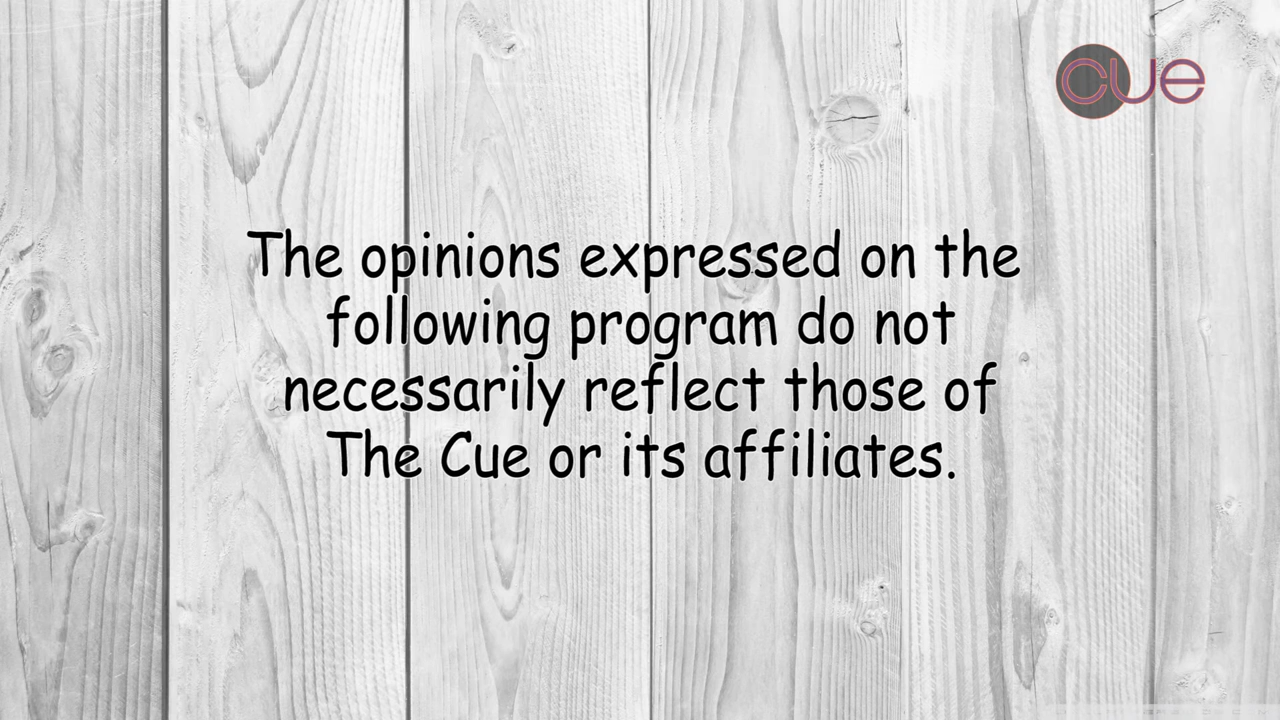 cue
The opinions expressed on the
following program do not
necessarily reflect those of
The Cue or its affiliates.